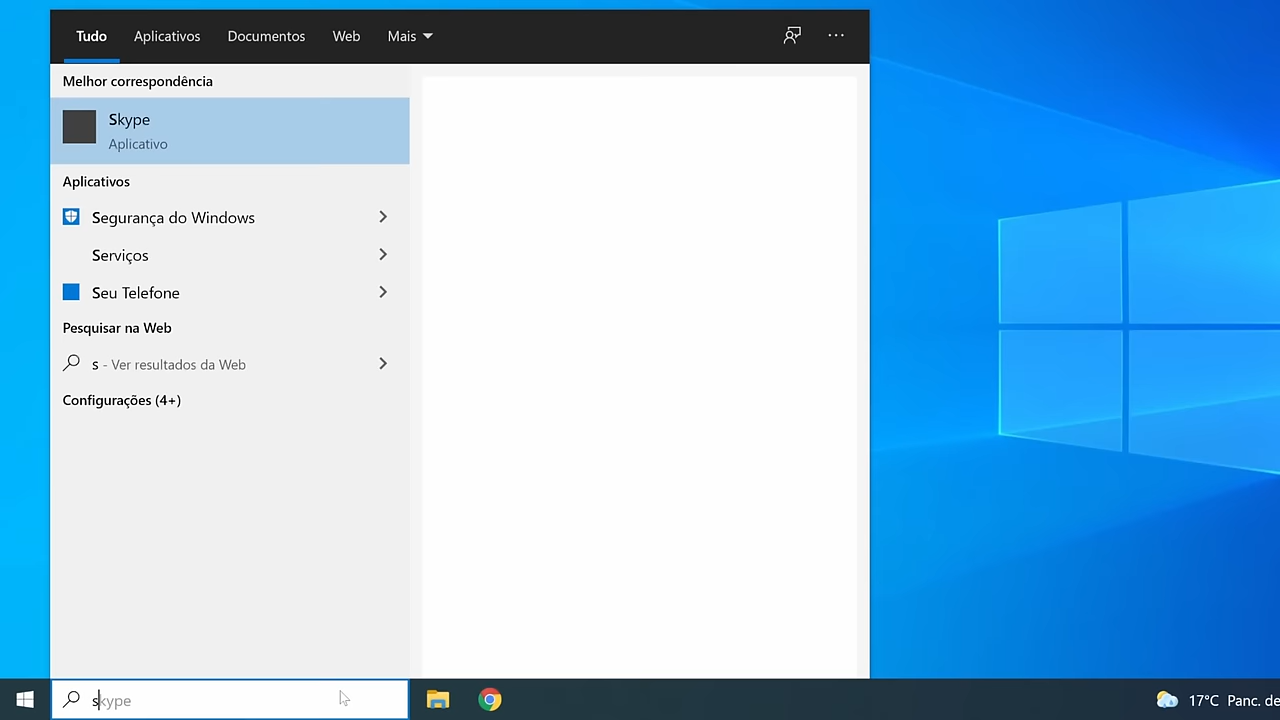 Tudo Aplicativos Documentos Web Mais
Melhor correspondência
Skype
Aplicativo
Aplicativos
Segurança do Windows
Serviços
Seu Telefone
Pesquisar na Web
s - Ver resultados da Web
Configurações (4+)
skype
17°C Panc. de